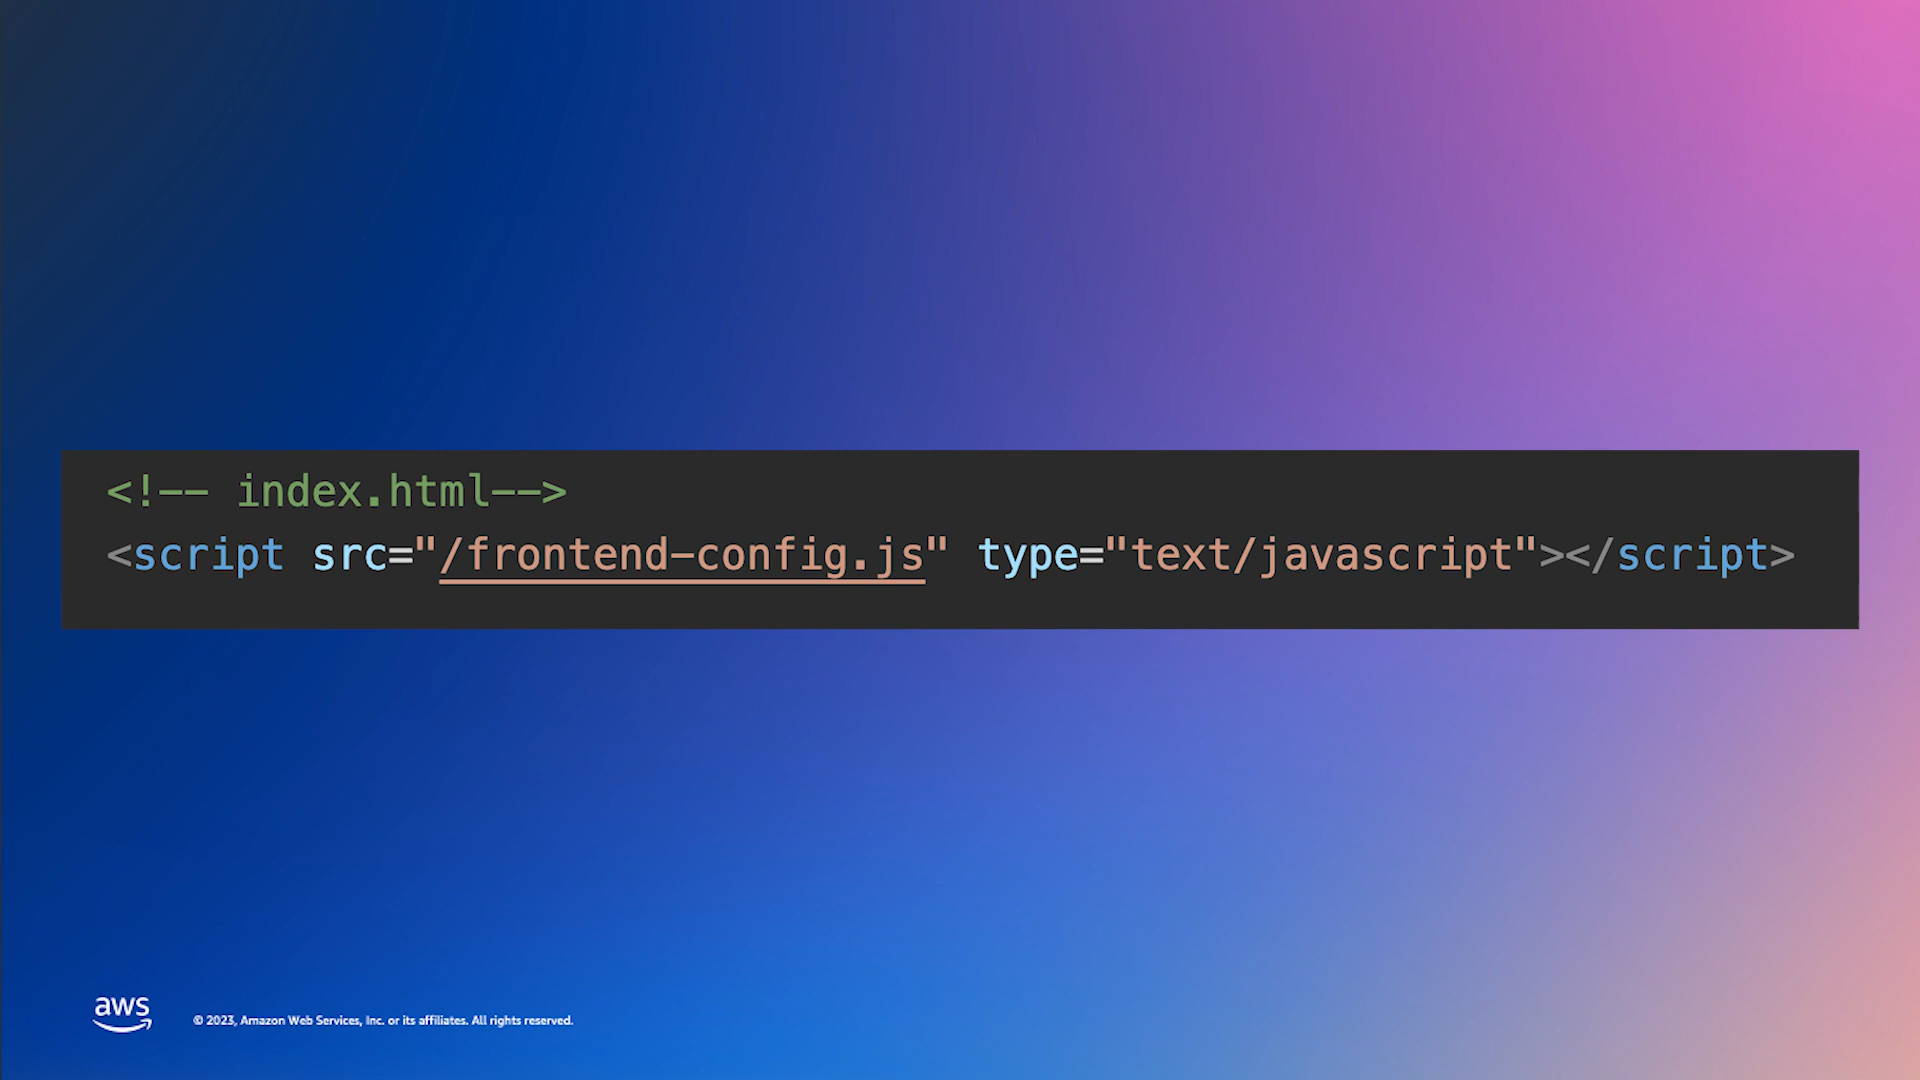 <!-- index.html-->
<script src="/frontend-config.js" type="text/javascript"></script>
aws
© 2023, Amazon Web Services, Inc. or its affiliates. All rights reserved.